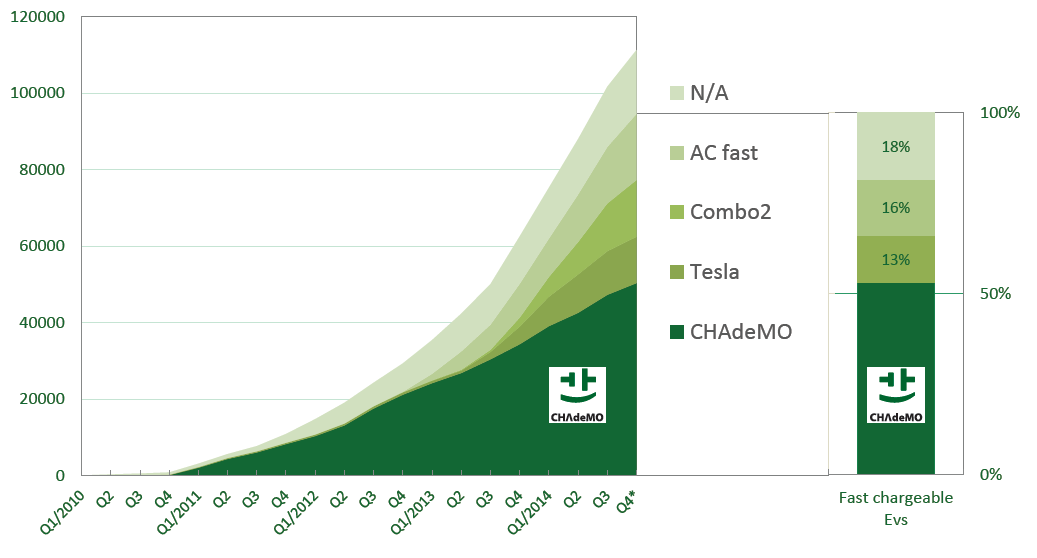 120000
100000
80000
60000
40000
20000
0
Q1/2010
Q2
Q3
Q4
Q1/2011
Q2
Q3
Q4
Q1/2012
Q2
Q3
Q4
Q1/2013
Q2
Q3
Q4
Q1/2014
Q2
Q3
Q4*
CHAdeMO
N/A
AC fast
Combo2
Tesla
CHAdeMO
100%
50%
0%
18%
16%
13%
CHAdeMO
Fast chargeable
Evs